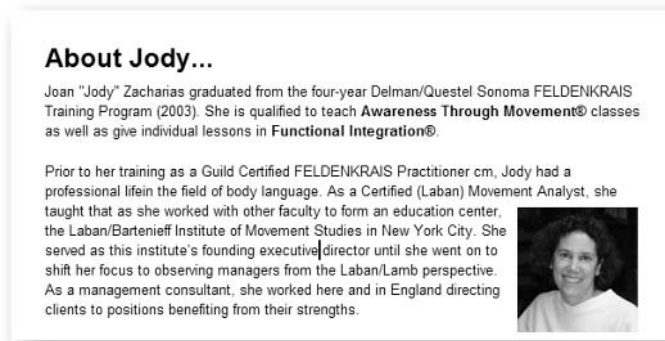 About Jody...
Joan "Jody" Zacharias graduated from the four-year Delman/Questel Sonoma FELDENKRAIS
Training Program (2003). She is qualified to teach Awareness Through Movement® classes
as well as give individual lessons in Functional Integration®.
Prior to her training as a Guild Certified FELDENKRAIS Practitioner cm, Jody had a
professional lifein the field of body language. As a Certified (Laban) Movement Analyst, she
taught that as she worked with other faculty to form an education center,
the Laban/Bartenieff Institute of Movement Studies in New York City. She
served as this institute's founding executive director until she went on to
shift her focus to observing managers from the Laban/Lamb perspective.
As a management consultant, she worked here and in England directing
clients to positions benefiting from their strengths.